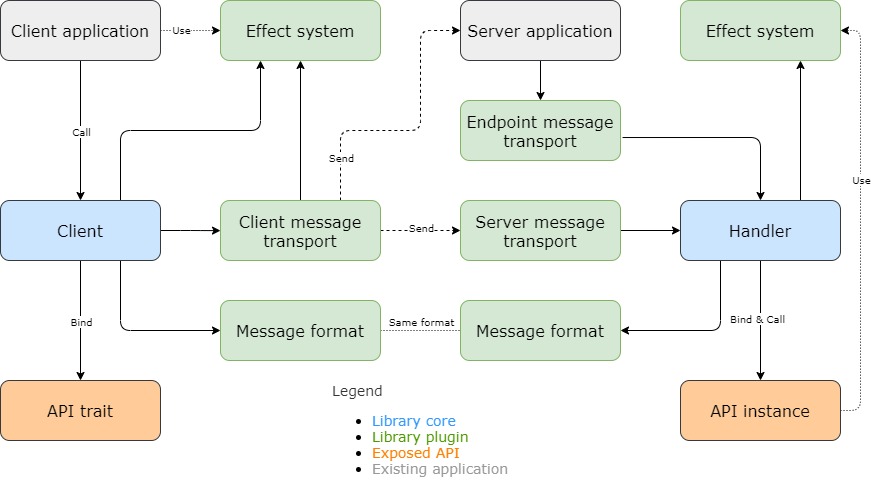 Client application
Use
Effect system
Server application
Effect system
Call
Send
Endpoint message
transport
Use
Client
Client message
transport
Send
Server message
transport
Handler
Bind
Message format
Same format
Message format
Bind & Call
API trait
API instance
Legend
Library core
Library plugin
Exposed API
Existing application